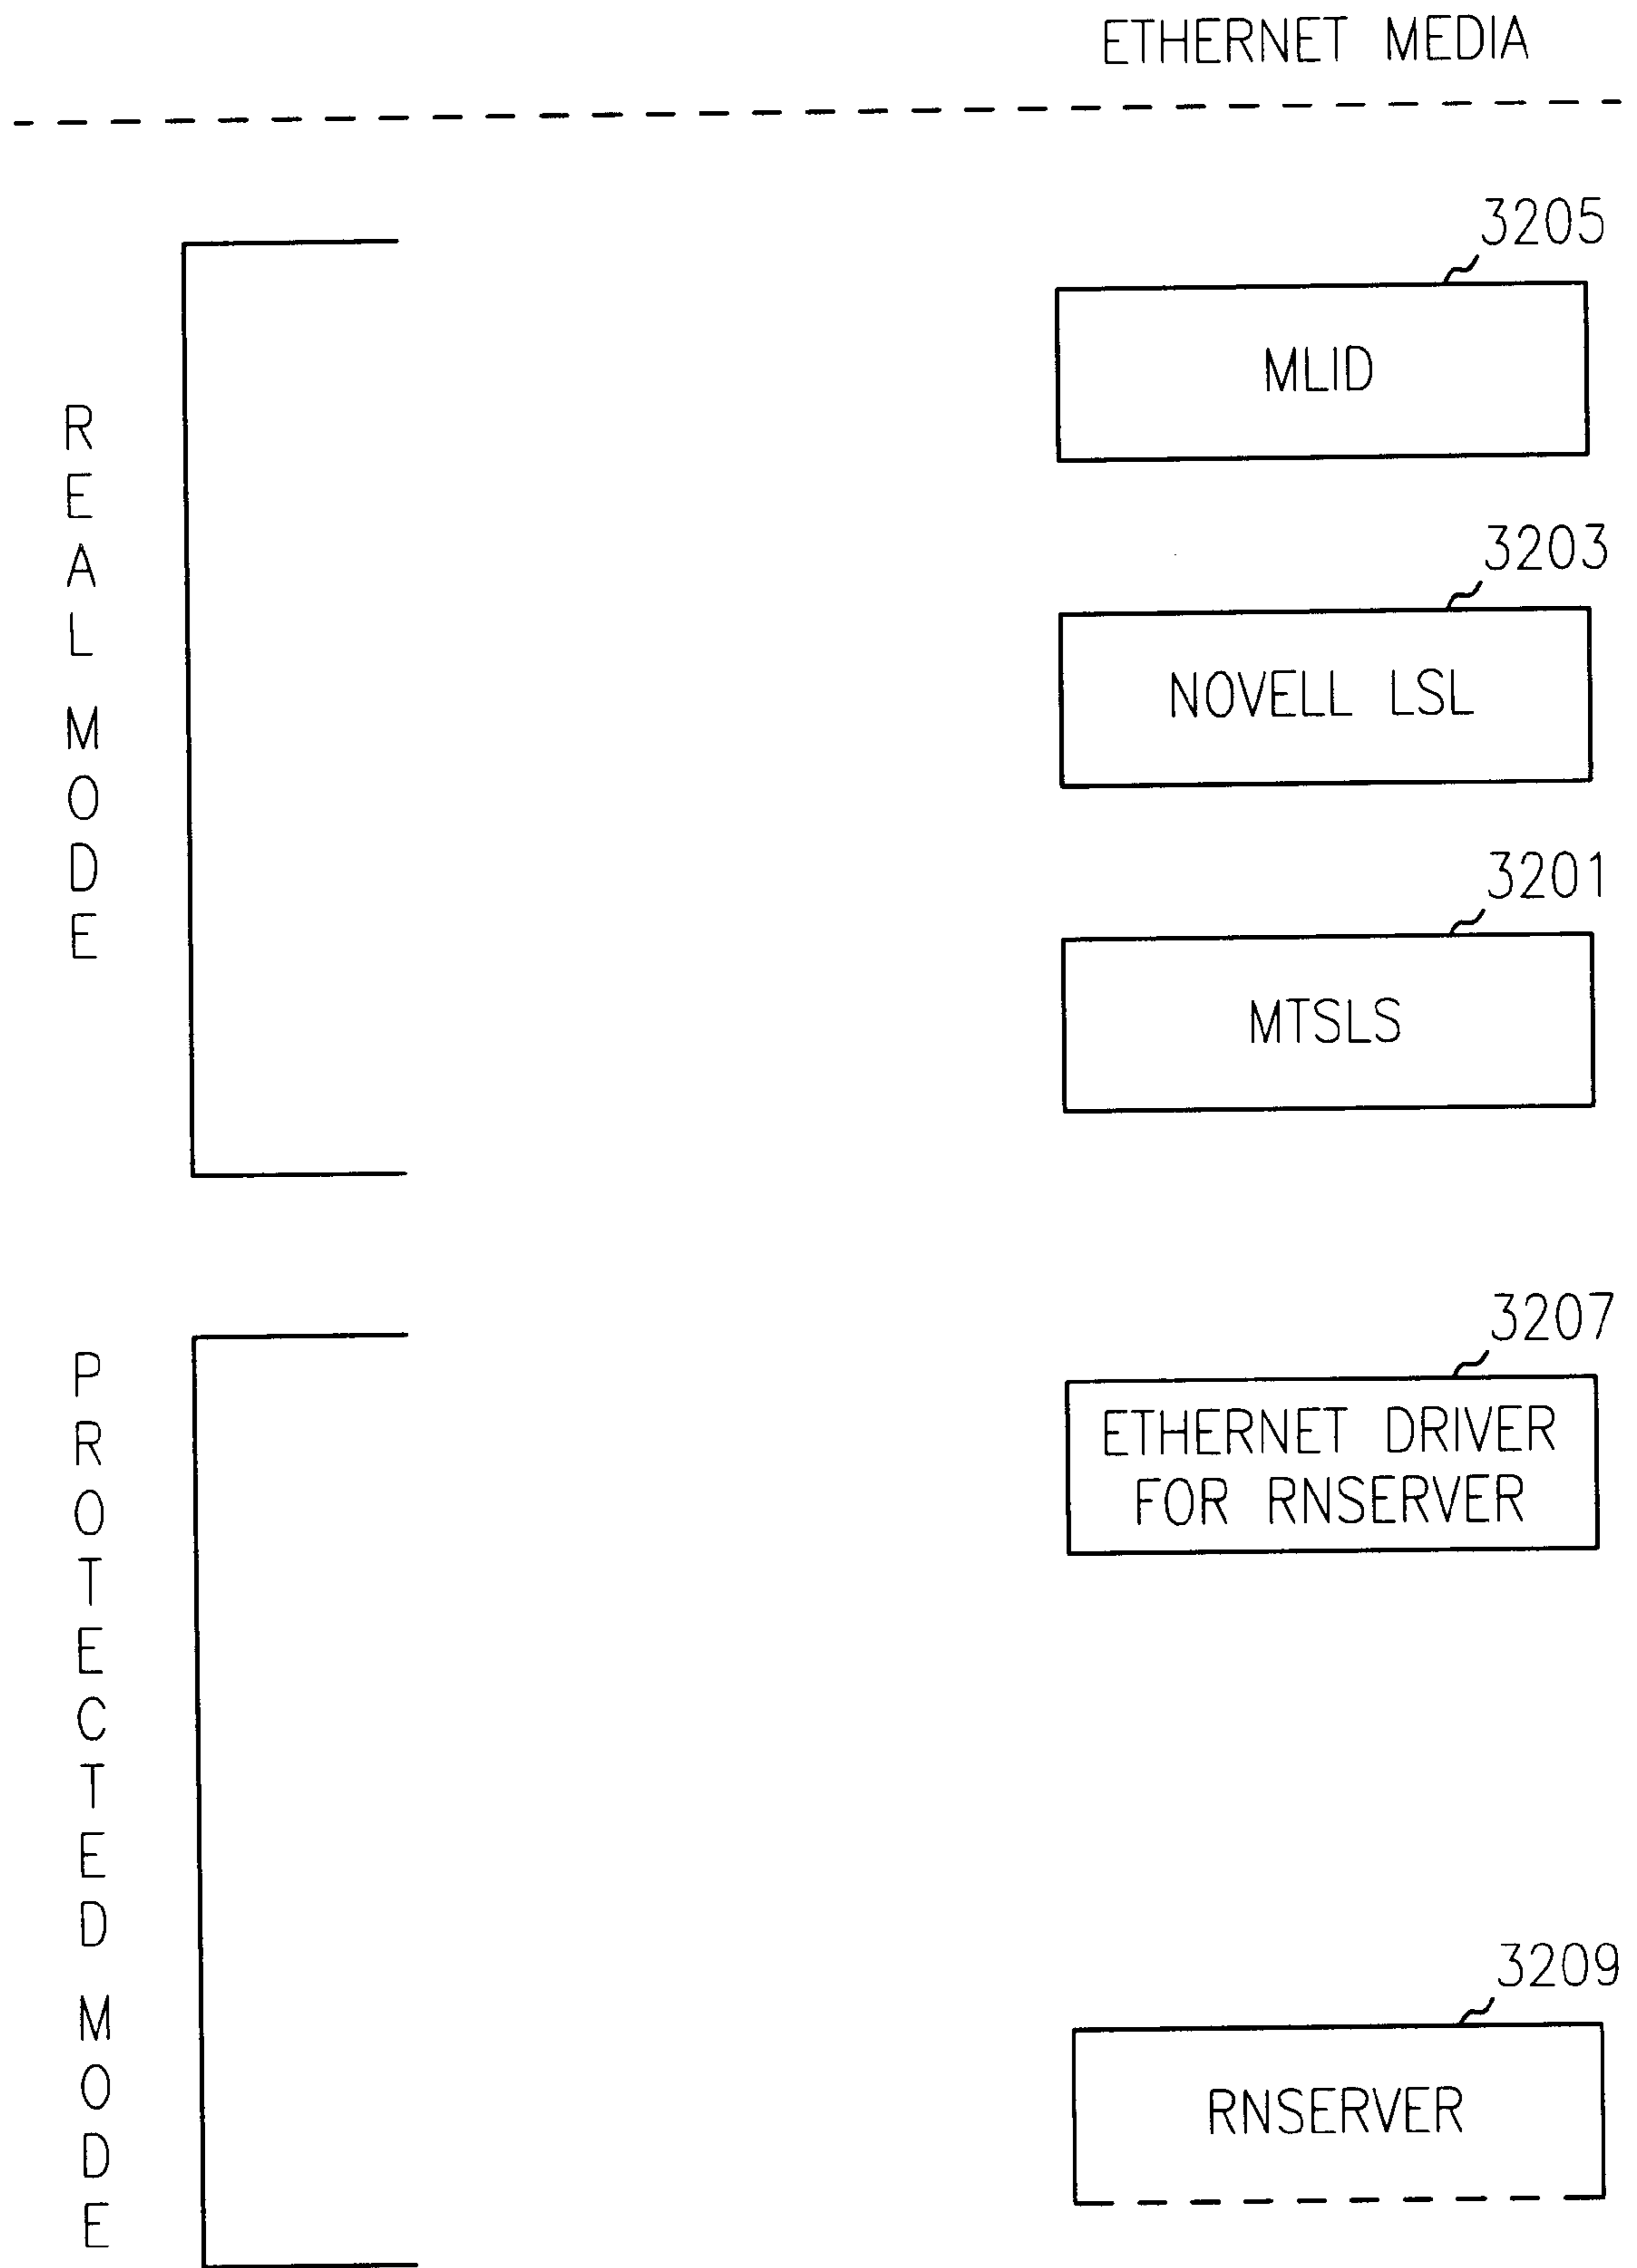 ETHERNET MEDIA
REAL MODE
3205
MLID
3203
NOVELL LSL
3201
MTSLS
PROTECTED MODE
3207
ETHERNET DRIVER
FOR RNSERVER
3209
RNSERVER